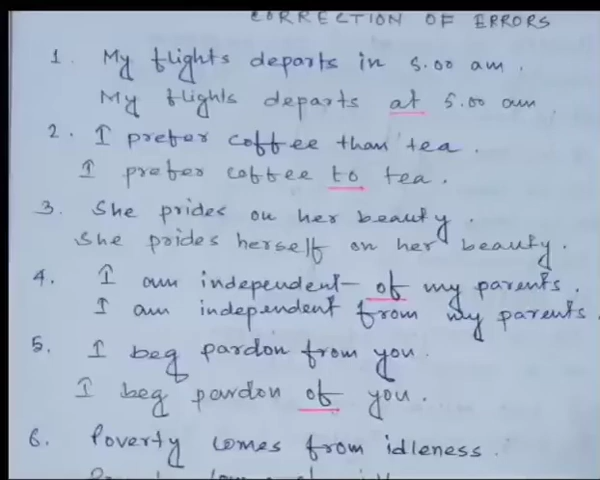 CORRECTION OF ERRORS
1. My flights departs in 5.00 am.
My flights departs at 5.00 am
2. I prefer coffee than tea.
I prefer coffee to tea.
3. She prides on her beauty.
She prides herself on her beauty.
4. I am independent of my parents.
I am independent from my parents.
5. I beg pardon from you.
I beg pardon of you.
6. Poverty comes from idleness.